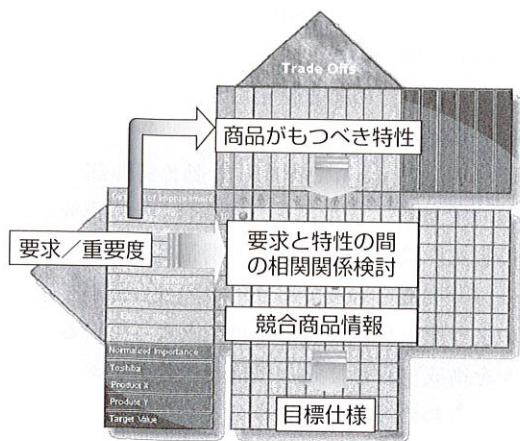 Trade Offs
商品がもつべき特性
要求／重要度
要求と特性の間
の相関関係検討
競合商品情報
Normalized Importance
Toshiba
Product X
Product Y
Target Value
目標仕様